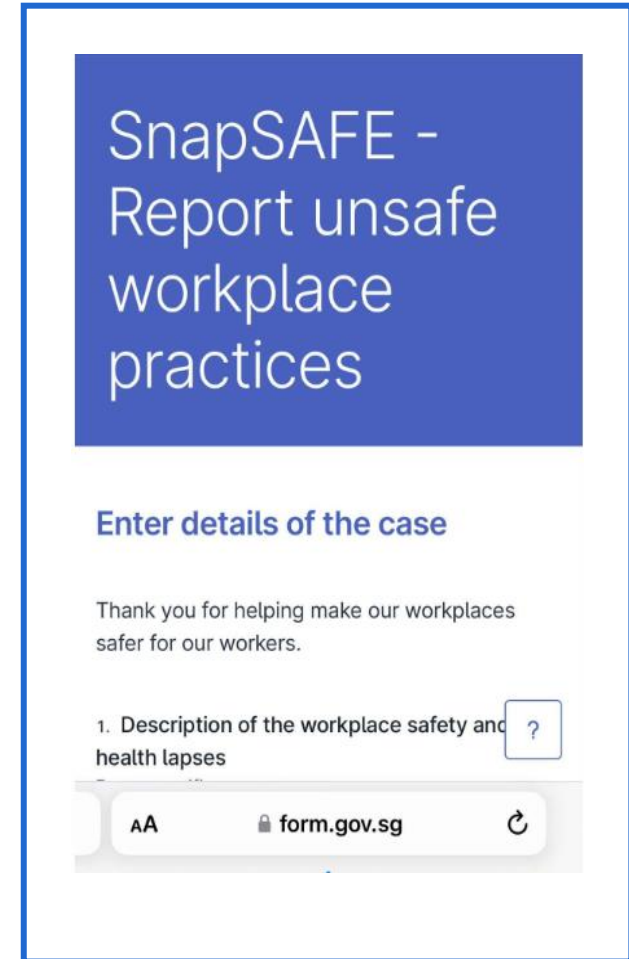 SnapSAFE -
Report unsafe
workplace
practices
Enter details of the case
Thank you for helping make our workplaces
safer for our workers.
1. Description of the workplace safety and
health lapses
?
AA
form.gov.sg